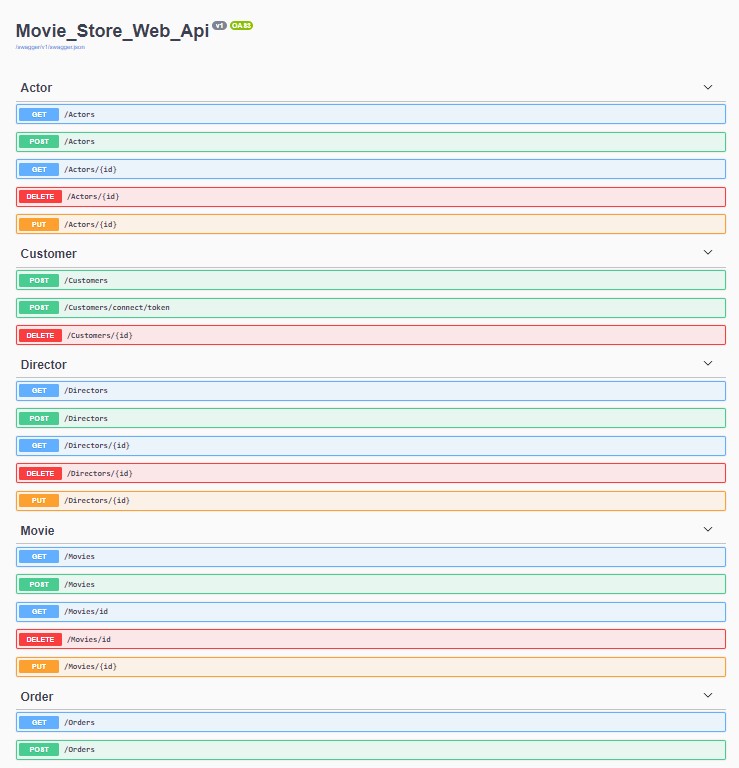 Movie_Store_Web_Api v1 OAS3
/swagger/v1/swagger.json
Actor
GET /Actors
POST /Actors
GET /Actors/{id}
DELETE /Actors/{id}
PUT /Actors/{id}
Customer
POST /Customers
POST /Customers/connect/token
DELETE /Customers/{id}
Director
GET /Directors
POST /Directors
GET /Directors/{id}
DELETE /Directors/{id}
PUT /Directors/{id}
Movie
GET /Movies
POST /Movies
GET /Movies/id
DELETE /Movies/id
PUT /Movies/{id}
Order
GET /Orders
POST /Orders